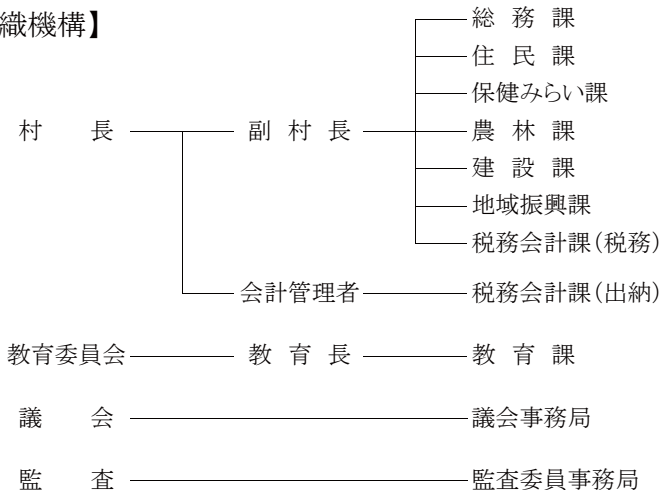 織機構】
総務課
住民課
保健みらい課
村長 副村長 農林課
建設課
地域振興課
税務会計課(税務)
会計管理者 税務会計課(出納)
教育委員会 教育長 教育課
議会 議会事務局
監査 監査委員事務局